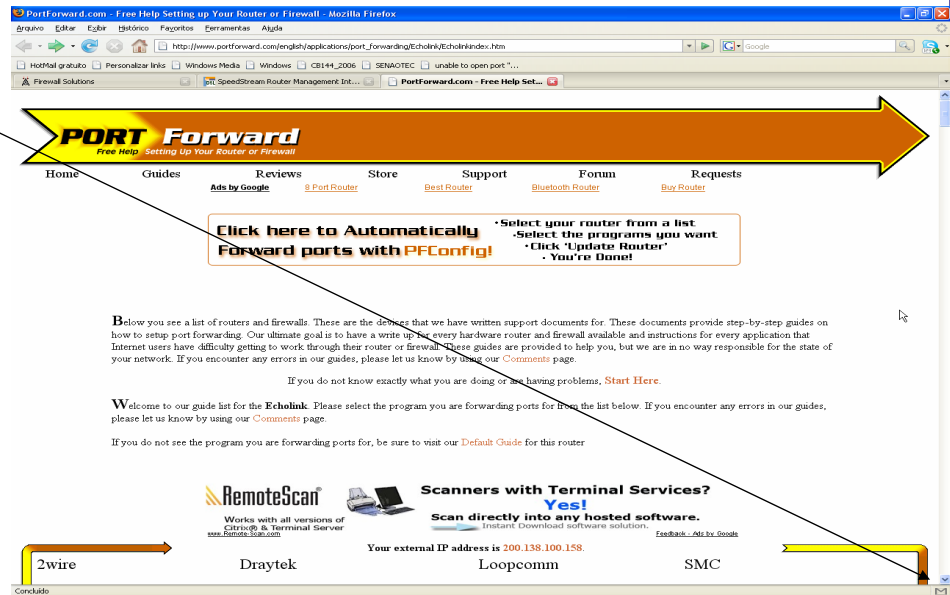 PortForward.com - Free Help Setting up Your Router or Firewall - Mozilla Firefox
Arquivo Editar Exibir Histórico Favoritos Ferramentas Ajuda
http://www.portforward.com/english/applications/port_forwarding/Echolink/Echolinkindex.htm
Google
HotMail gratuito Personalizar links Windows Media Windows CB144_2006 SENAOTEC unable to open port "...
Firewall Solutions SpeedStream Router Management Int... PortForward.com - Free Help Set...
PORT Forward
Free Help Setting Up Your Router or Firewall
Home Guides Reviews Store Support Forum Requests
Ads by Google 8 Port Router Best Router Bluetooth Router Buy Router
Click here to Automatically
Forward ports with PFConfig!
•Select your router from a list
•Select the programs you want
•Click 'Update Router'
• You're Done!
Below you see a list of routers and firewalls. These are the devices that we have written support documents for. These documents provide step-by-step guides on
how to setup port forwarding. Our ultimate goal is to have a write up for every hardware router and firewall available and instructions for every application that
Internet users have difficulty getting to work through their router or firewall. These guides are provided to help you, but we are in no way responsible for the state of
your network. If you encounter any errors in our guides, please let us know by using our Comments page.
If you do not know exactly what you are doing or are having problems, Start Here.
Welcome to our guide list for the Echolink. Please select the program you are forwarding ports for from the list below. If you encounter any errors in our guides,
please let us know by using our Comments page.
If you do not see the program you are forwarding ports for, be sure to visit our Default Guide for this router
RemoteScan
Works with all versions of
Citrix® & Terminal Server
www.Remote-Scan.com
Scanners with Terminal Services?
Yes!
Scan directly into any hosted software.
Instant Download software solution.
Feedback - Ads by Google
Your external IP address is 200.138.100.158.
2wire Draytek Loopcomm SMC
Concluído